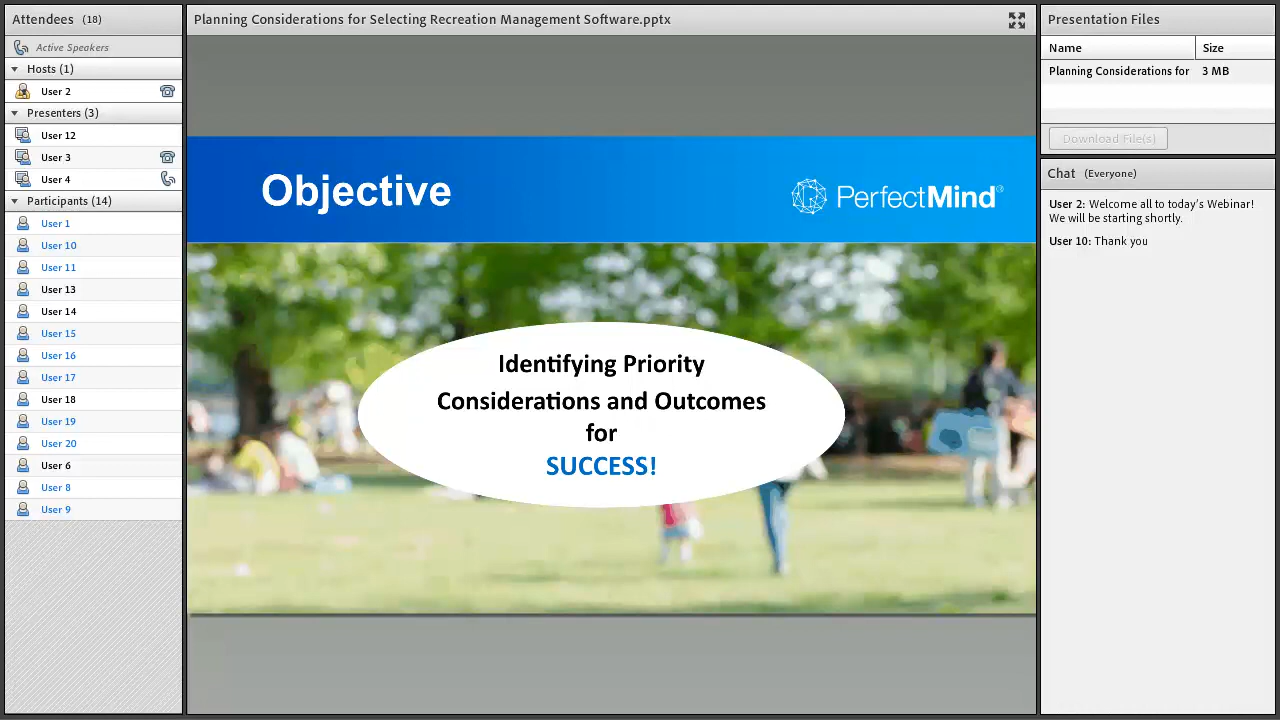 Attendees (18)
Active Speakers
Hosts (1)
User 2
Presenters (3)
User 12
User 3
User 4
Participants (14)
User 1
User 10
User 11
User 13
User 14
User 15
User 16
User 17
User 18
User 19
User 20
User 6
User 8
User 9
Planning Considerations for Selecting Recreation Management Software.pptx
Objective
PerfectMind®
Identifying Priority
Considerations and Outcomes
for
SUCCESS!
Presentation Files
Name Size
Planning Considerations for 3 MB
Download File(s)
Chat (Everyone)
User 2: Welcome all to today's Webinar!
We will be starting shortly.
User 10: Thank you